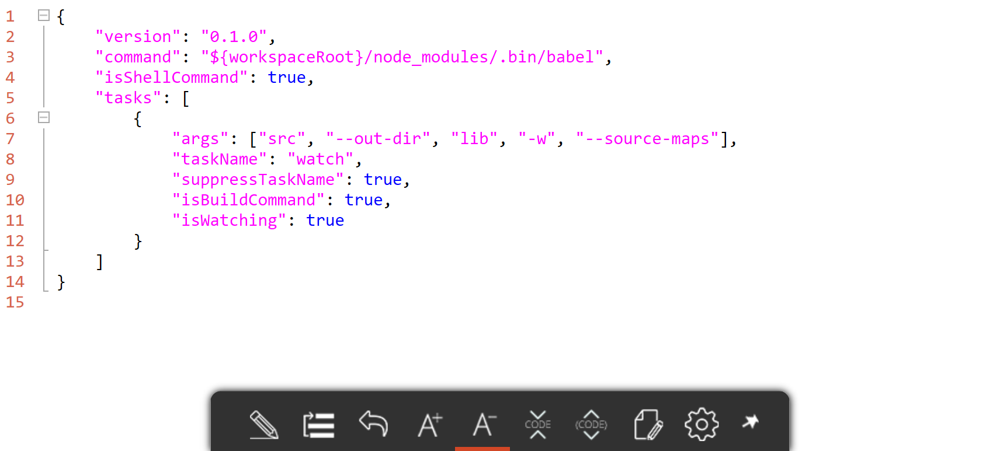 1 {
2     "version": "0.1.0",
3     "command": "${workspaceRoot}/node_modules/.bin/babel",
4     "isShellCommand": true,
5     "tasks": [
6         {
7             "args": ["src", "--out-dir", "lib", "-w", "--source-maps"],
8             "taskName": "watch",
9             "suppressTaskName": true,
10             "isBuildCommand": true,
11             "isWatching": true
12         }
13     ]
14 }
15
A+ A- CODE (CODE)